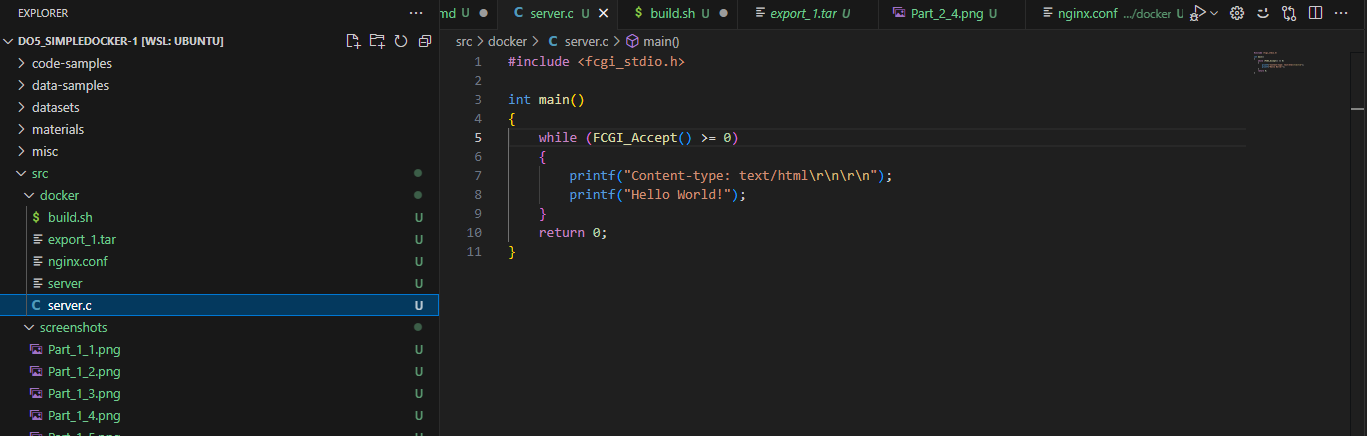 EXPLORER ...
DO5_SIMPLEDOCKER-1 [WSL: UBUNTU]
code-samples
data-samples
datasets
materials
misc
src
docker
$ build.sh U
export_1.tar U
nginx.conf U
server U
C server.c U
screenshots
Part_1_1.png U
Part_1_2.png U
Part_1_3.png U
Part_1_4.png U
Part_1_5.png
md C server.c U $ build.sh U export_1.tar U Part_2_4.png U nginx.conf .../docker U ...
src > docker > C server.c > main()
1 #include <fcgi_stdio.h>
2
3 int main()
4 {
5 while (FCGI_Accept() >= 0)
6 {
7 printf("Content-type: text/html\r\n\r\n");
8 printf("Hello World!");
9 }
10 return 0;
11 }